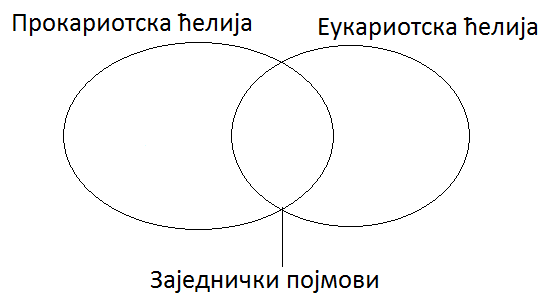 Прокариотска ћелија
Еукариотска ћелија
Заједнички појмови